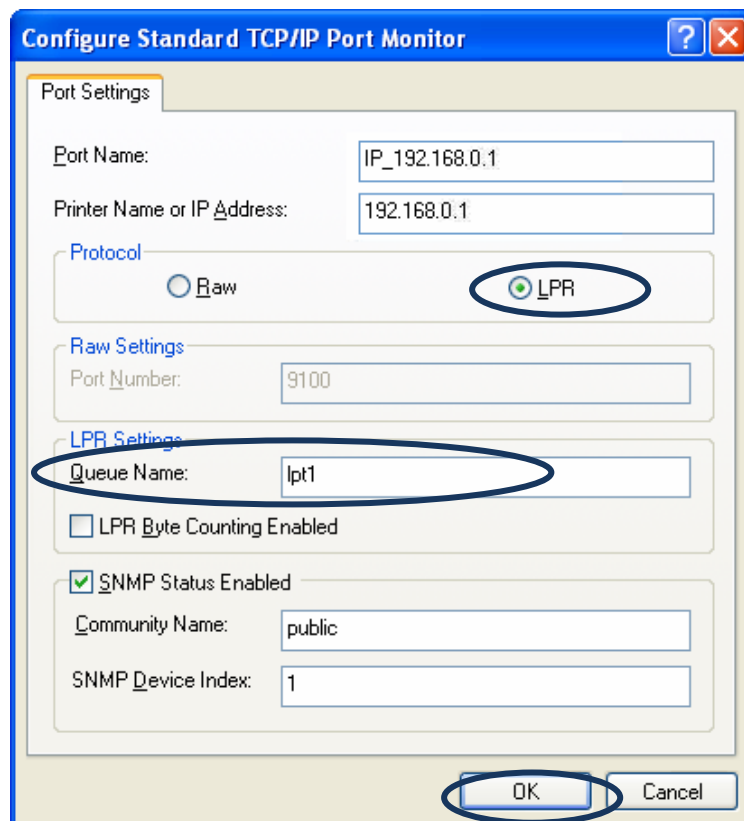 Configure Standard TCP/IP Port Monitor
Port Settings
Port Name: IP_192.168.0.1
Printer Name or IP Address: 192.168.0.1
Protocol
Raw LPR
Raw Settings
Port Number: 9100
LPR Settings
Queue Name: lpt1
LPR Byte Counting Enabled
SNMP Status Enabled
Community Name: public
SNMP Device Index: 1
OK Cancel